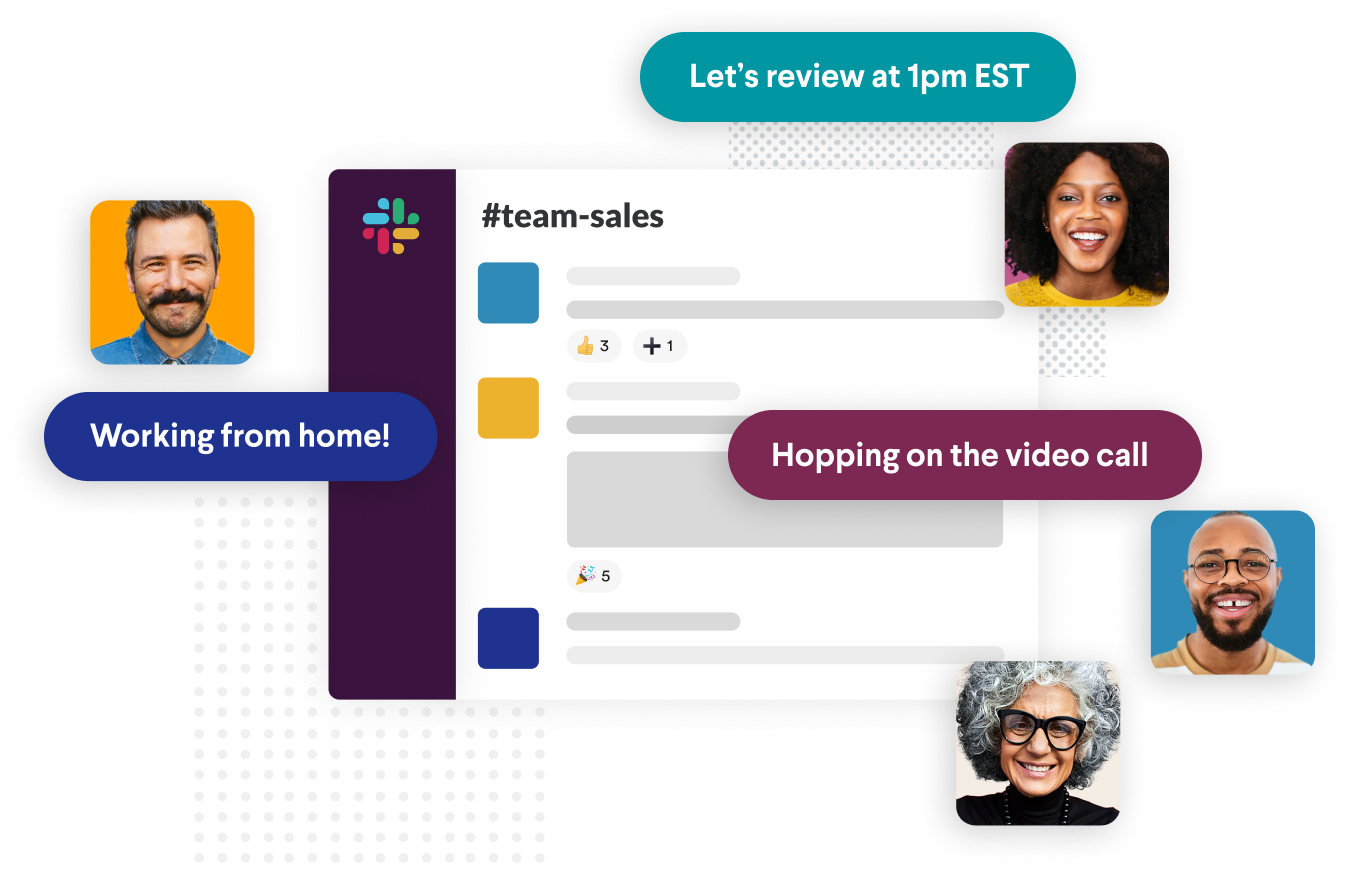 Let’s review at 1pm EST
#team-sales
3
1
Working from home!
Hopping on the video call
5